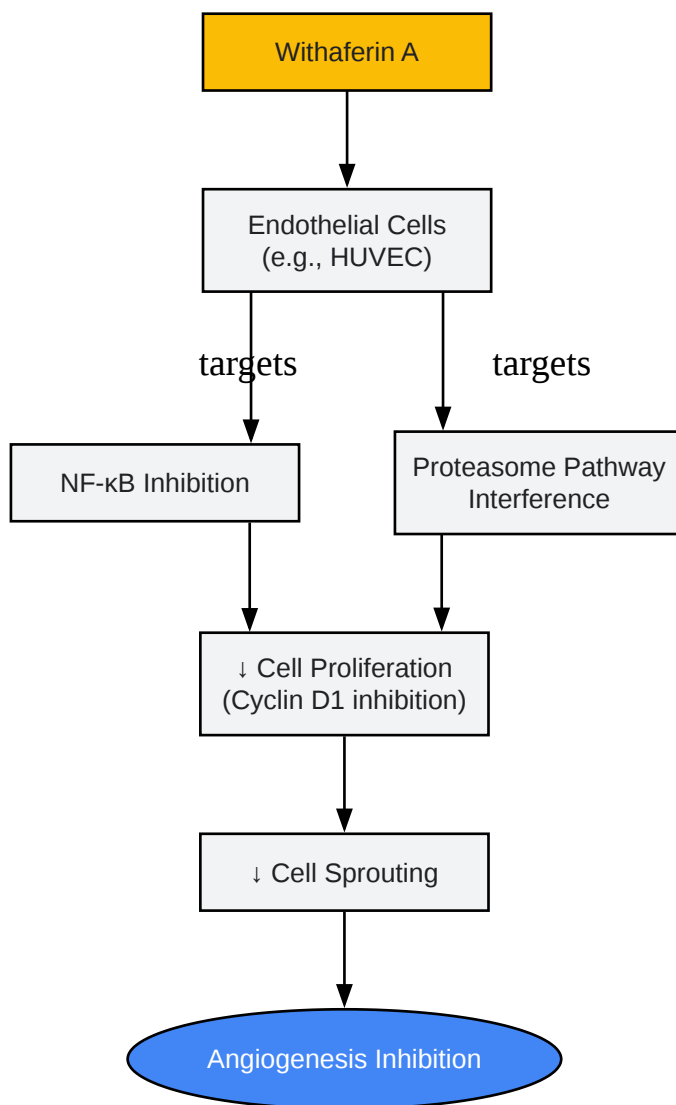 Withaferin A
Endothelial Cells
(e.g., HUVEC)
targets
targets
NF-κB Inhibition
Proteasome Pathway
Interference
↓ Cell Proliferation
(Cyclin D1 inhibition)
↓ Cell Sprouting
Angiogenesis Inhibition